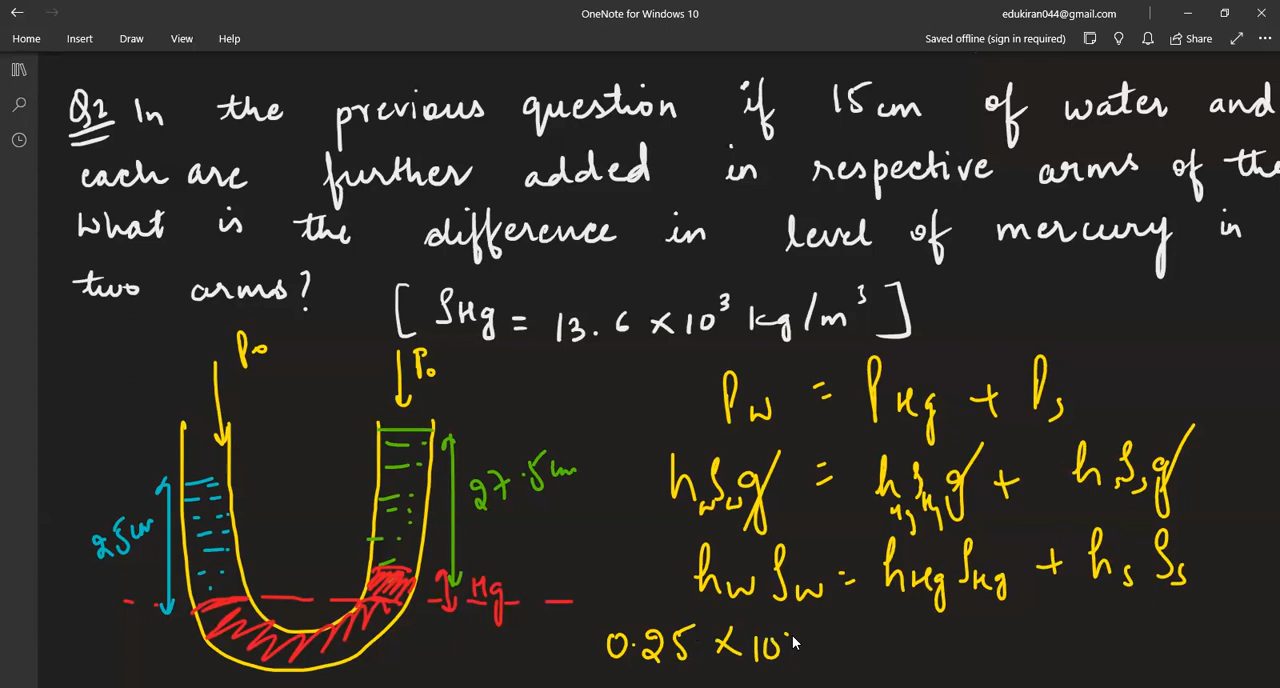 OneNote for Windows 10
edukiran044@gmail.com
Home Insert Draw View Help
Saved offline (sign in required)
Share
Q2 In the previous question if 15cm of water and
each are further added in respective arms of the
What is the difference in level of mercury in
two arms?
[ ρHg = 13.6 × 10³ kg/m³ ]
P₀
P₀
Pw = PHg + Ps
27.5cm
hwρwg = hHgρHgg + hsρsg
25cm
hwρw = hHgρHg + hsρs
Hg
0.25 × 10